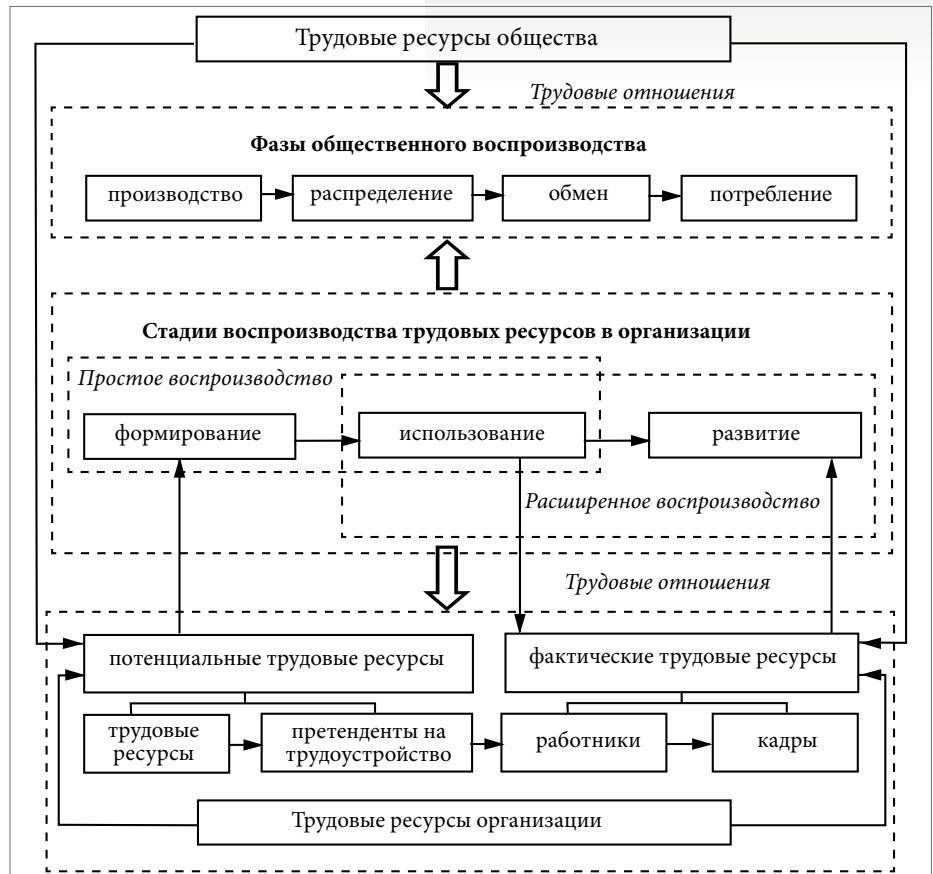 Трудовые ресурсы общества
Трудовые отношения
Фазы общественного воспроизводства
производство
распределение
обмен
потребление
Стадии воспроизводства трудовых ресурсов в организации
Простое воспроизводство
формирование
использование
развитие
Расширенное воспроизводство
Трудовые отношения
потенциальные трудовые ресурсы
фактические трудовые ресурсы
трудовые
ресурсы
претенденты на
трудоустройство
работники
кадры
Трудовые ресурсы организации